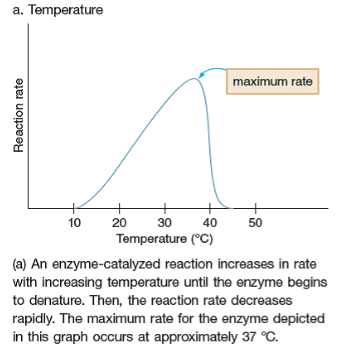 a. Temperature
maximum rate
Reaction rate
10 20 30 40 50
Temperature (ºC)
(a) An enzyme-catalyzed reaction increases in rate
with increasing temperature until the enzyme begins
to denature. Then, the reaction rate decreases
rapidly. The maximum rate for the enzyme depicted
in this graph occurs at approximately 37 ºC.